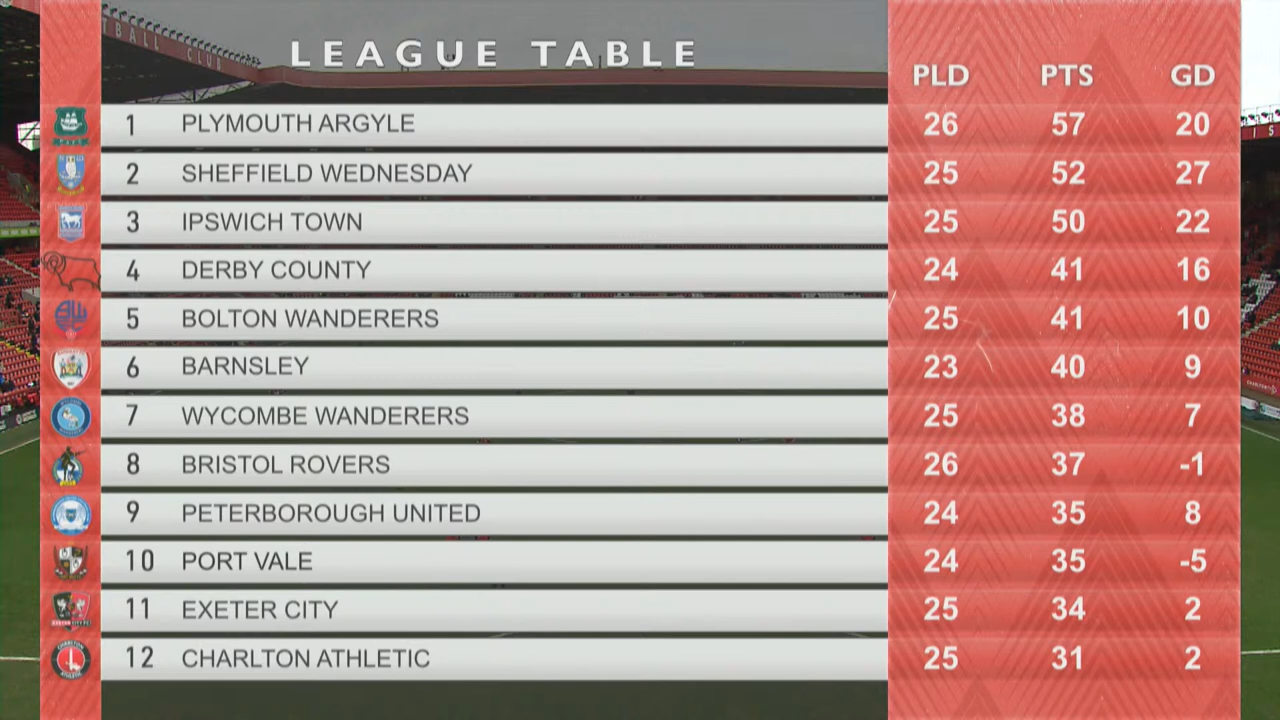 TBALL CLUB
LEAGUE TABLE
PLD PTS GD
1 PLYMOUTH ARGYLE 26 57 20
2 SHEFFIELD WEDNESDAY 25 52 27
3 IPSWICH TOWN 25 50 22
4 DERBY COUNTY 24 41 16
5 BOLTON WANDERERS 25 41 10
6 BARNSLEY 23 40 9
7 WYCOMBE WANDERERS 25 38 7
8 BRISTOL ROVERS 26 37 -1
9 PETERBOROUGH UNITED 24 35 8
10 PORT VALE 24 35 -5
11 EXETER CITY 25 34 2
12 CHARLTON ATHLETIC 25 31 2